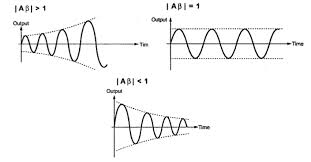 | Aβ | > 1
Output
Tim
| Aβ | = 1
Output
Time
| Aβ | < 1
Output
Time